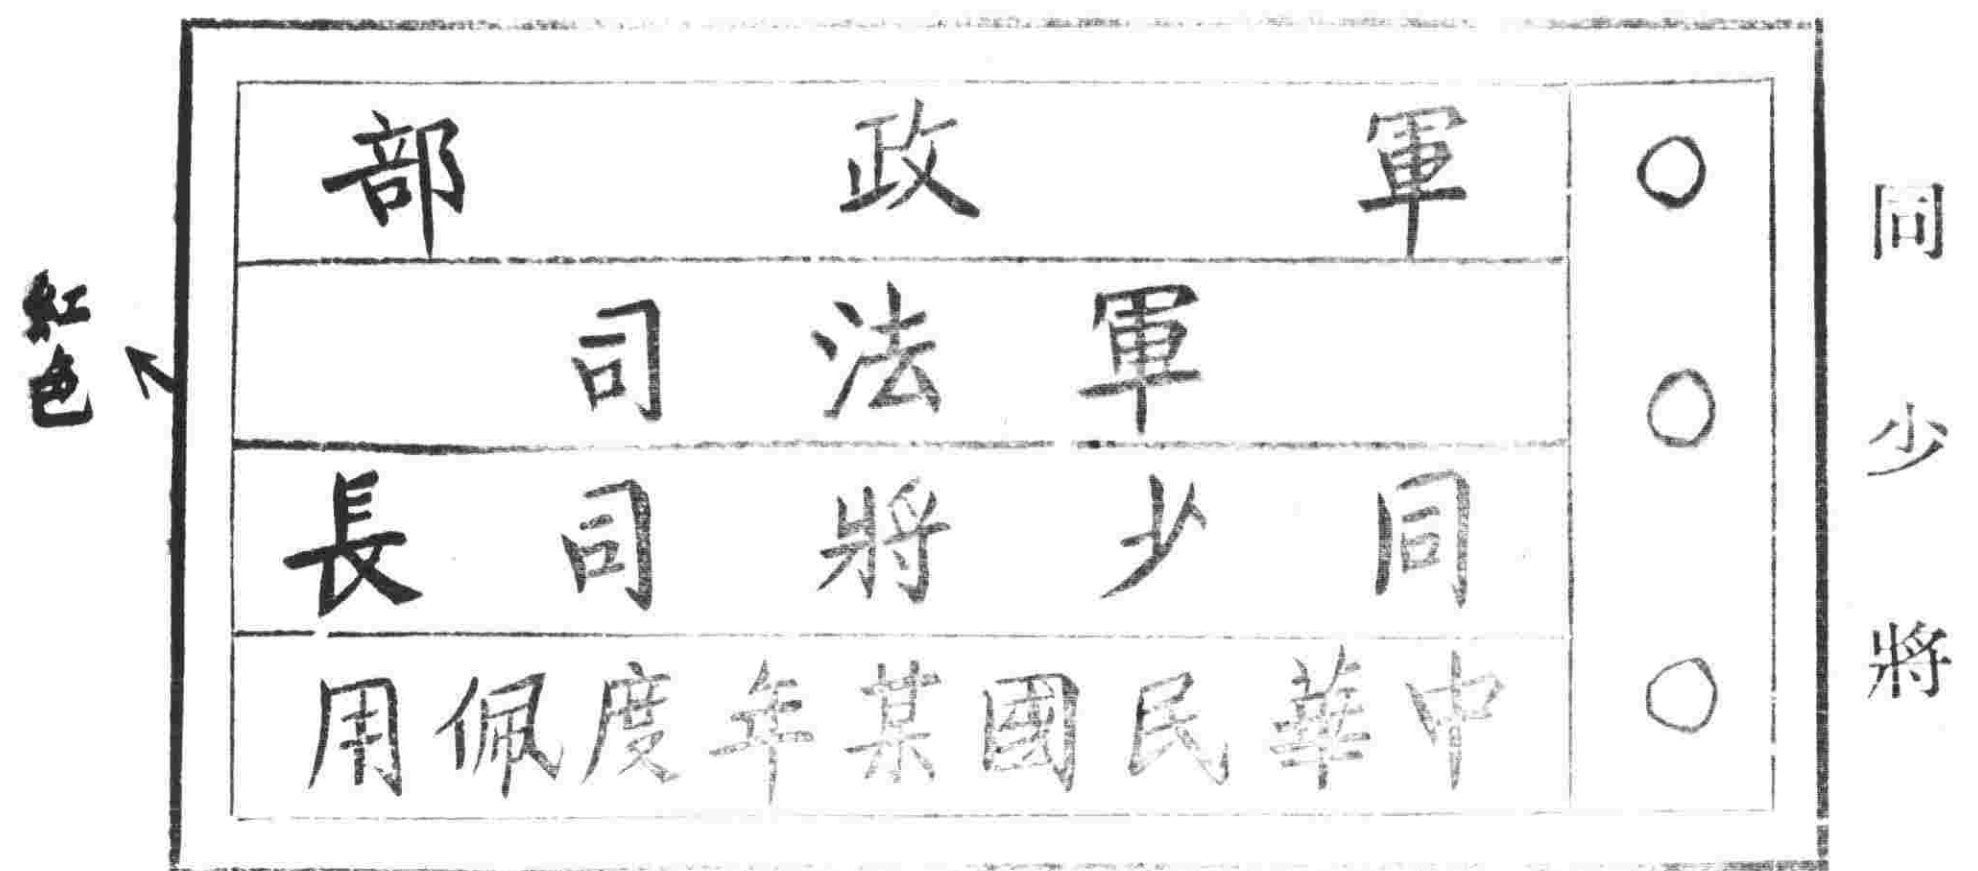 同少將
軍政部
軍法司
同少將司長
中華民國某年度佩用
紅色